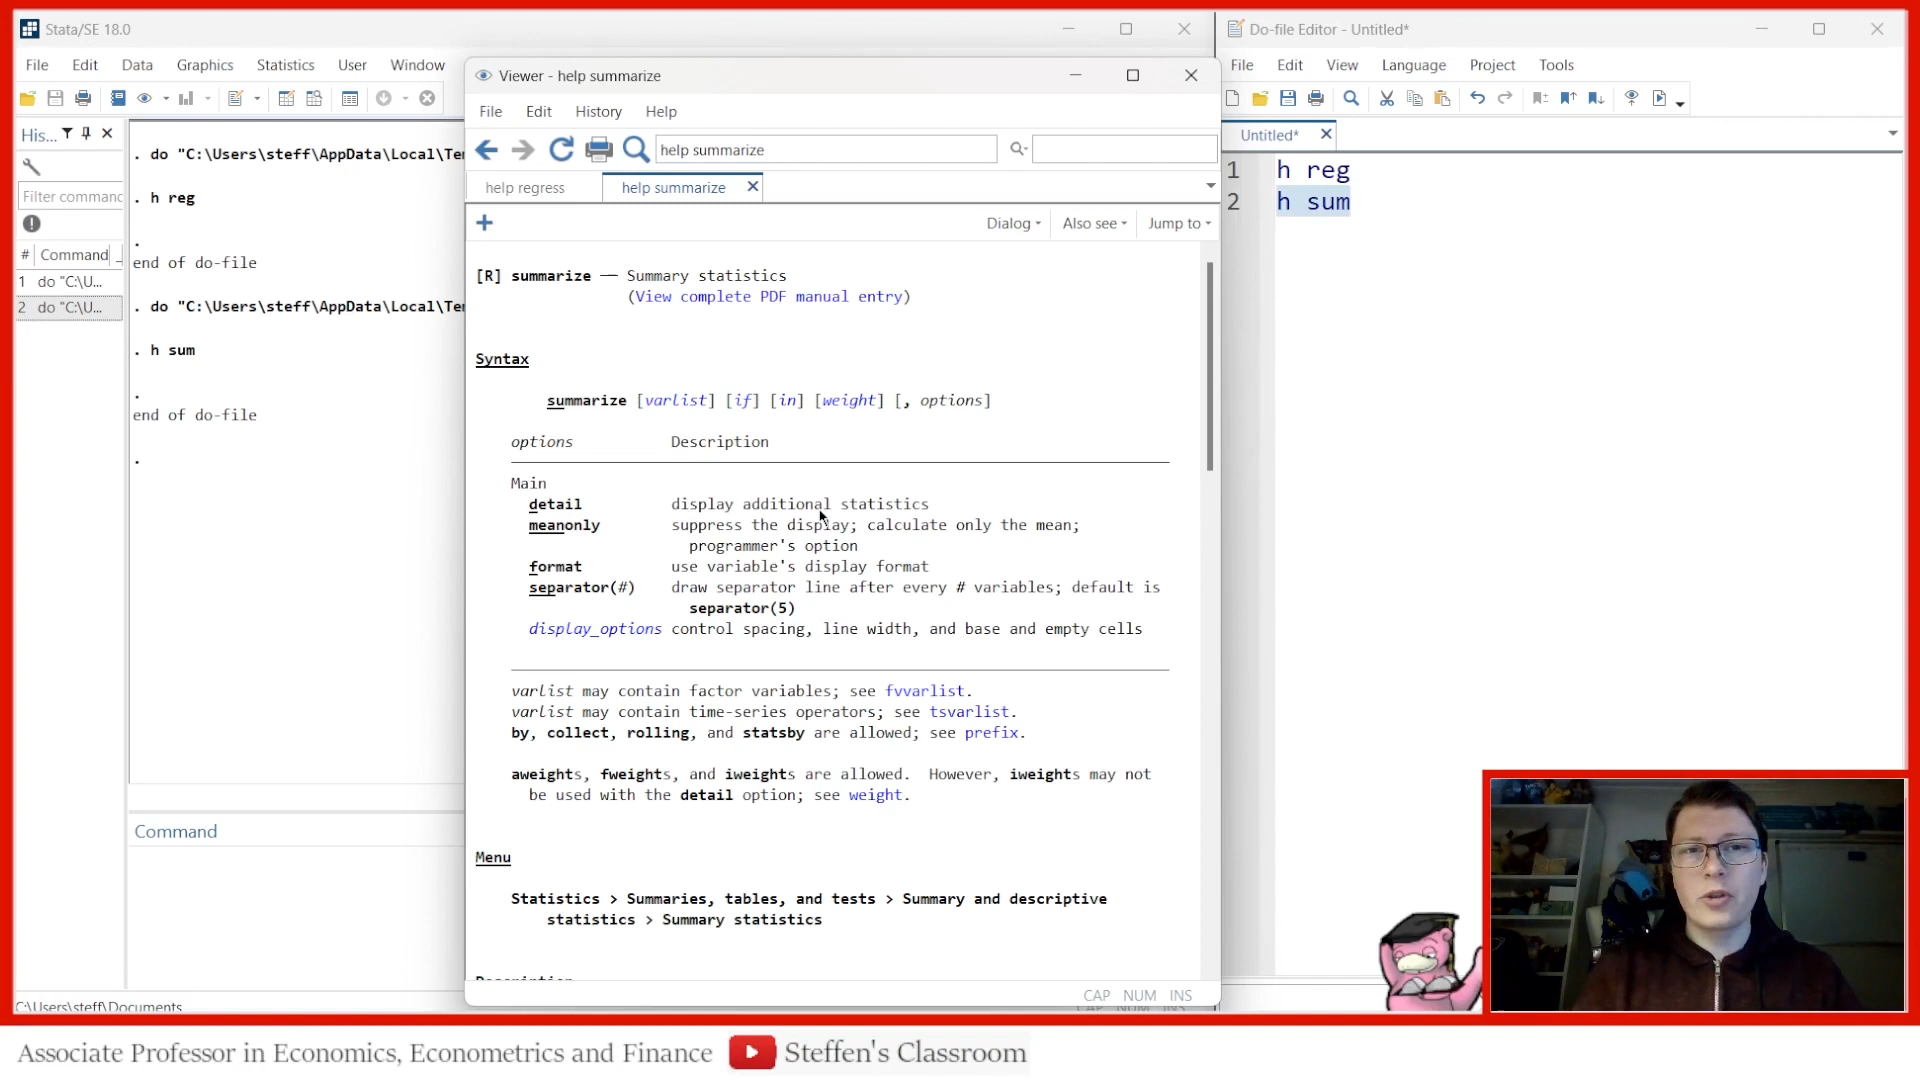 Stata/SE 18.0
File Edit Data Graphics Statistics User Window
His...
Filter commanc
# Command
1 do "C:\U...
2 do "C:\U...
. do "C:\Users\steff\AppData\Local\Ter
. h reg
.
end of do-file
. do "C:\Users\steff\AppData\Local\Ter
. h sum
.
end of do-file
.
Command
C:\Users\steff\Documents
Viewer - help summarize
File Edit History Help
help summarize
help regress help summarize
Dialog Also see Jump to
[R] summarize — Summary statistics
(View complete PDF manual entry)
Syntax
summarize [varlist] [if] [in] [weight] [, options]
options Description
Main
detail display additional statistics
meanonly suppress the display; calculate only the mean;
programmer's option
format use variable's display format
separator(#) draw separator line after every # variables; default is
separator(5)
display_options control spacing, line width, and base and empty cells
varlist may contain factor variables; see fvvarlist.
varlist may contain time-series operators; see tsvarlist.
by, collect, rolling, and statsby are allowed; see prefix.
aweights, fweights, and iweights are allowed. However, iweights may not
be used with the detail option; see weight.
Menu
Statistics > Summaries, tables, and tests > Summary and descriptive
statistics > Summary statistics
Description
CAP NUM INS
CAP NUM INS
Do-file Editor - Untitled*
File Edit View Language Project Tools
Untitled*
1 h reg
2 h sum
Associate Professor in Economics, Econometrics and Finance Steffen's Classroom